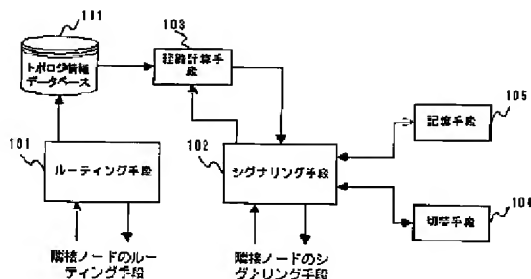 111
トポロジ情報
データベース
103
経路計算手
段
105
記憶手段
101
ルーティング手段
102
シグナリング手段
104
切替手段
隣接ノードのルー
ティング手段
隣接ノードのシ
グナリング手段